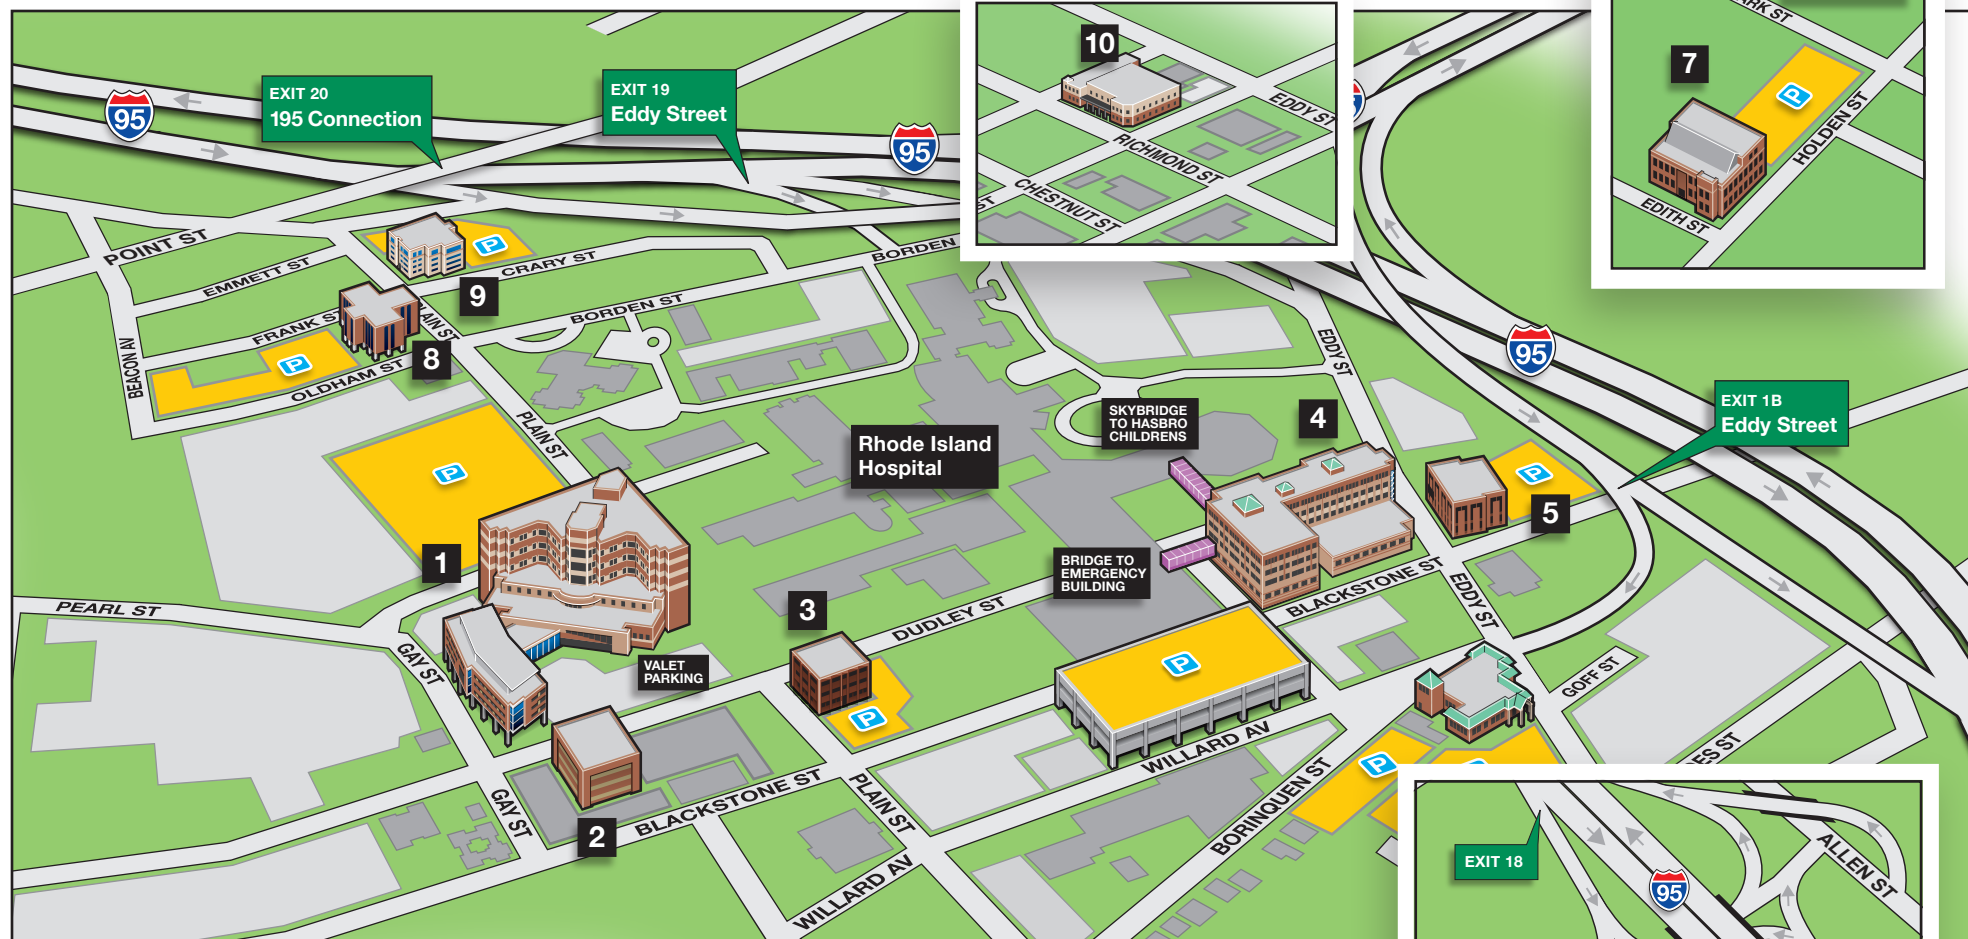 10
EDDY ST
RICHMOND ST
CHESTNUT ST
ST
7
HOLDEN ST
EDITH ST
EXIT 20
195 Connection
EXIT 19
Eddy Street
95
95
POINT ST
EMMETT ST
CRARY ST
BORDEN
9
BORDEN ST
FRANK ST
PLAIN ST
P
8
BEACON AV
OLDHAM ST
P
EDDY ST
95
EXIT 1B
Eddy Street
PLAIN ST
P
Rhode Island
Hospital
SKYBRIDGE
TO HASBRO
CHILDRENS
4
P
5
1
BRIDGE TO
EMERGENCY
BUILDING
BLACKSTONE ST
EDDY ST
PEARL ST
3
DUDLEY ST
GAY ST
VALET
PARKING
P
P
GOFF ST
WILLARD AV
BORINQUEN ST
P
GAY ST
2
BLACKSTONE ST
PLAIN ST
WILLARD AV
EXIT 18
95
ALLEN ST
P